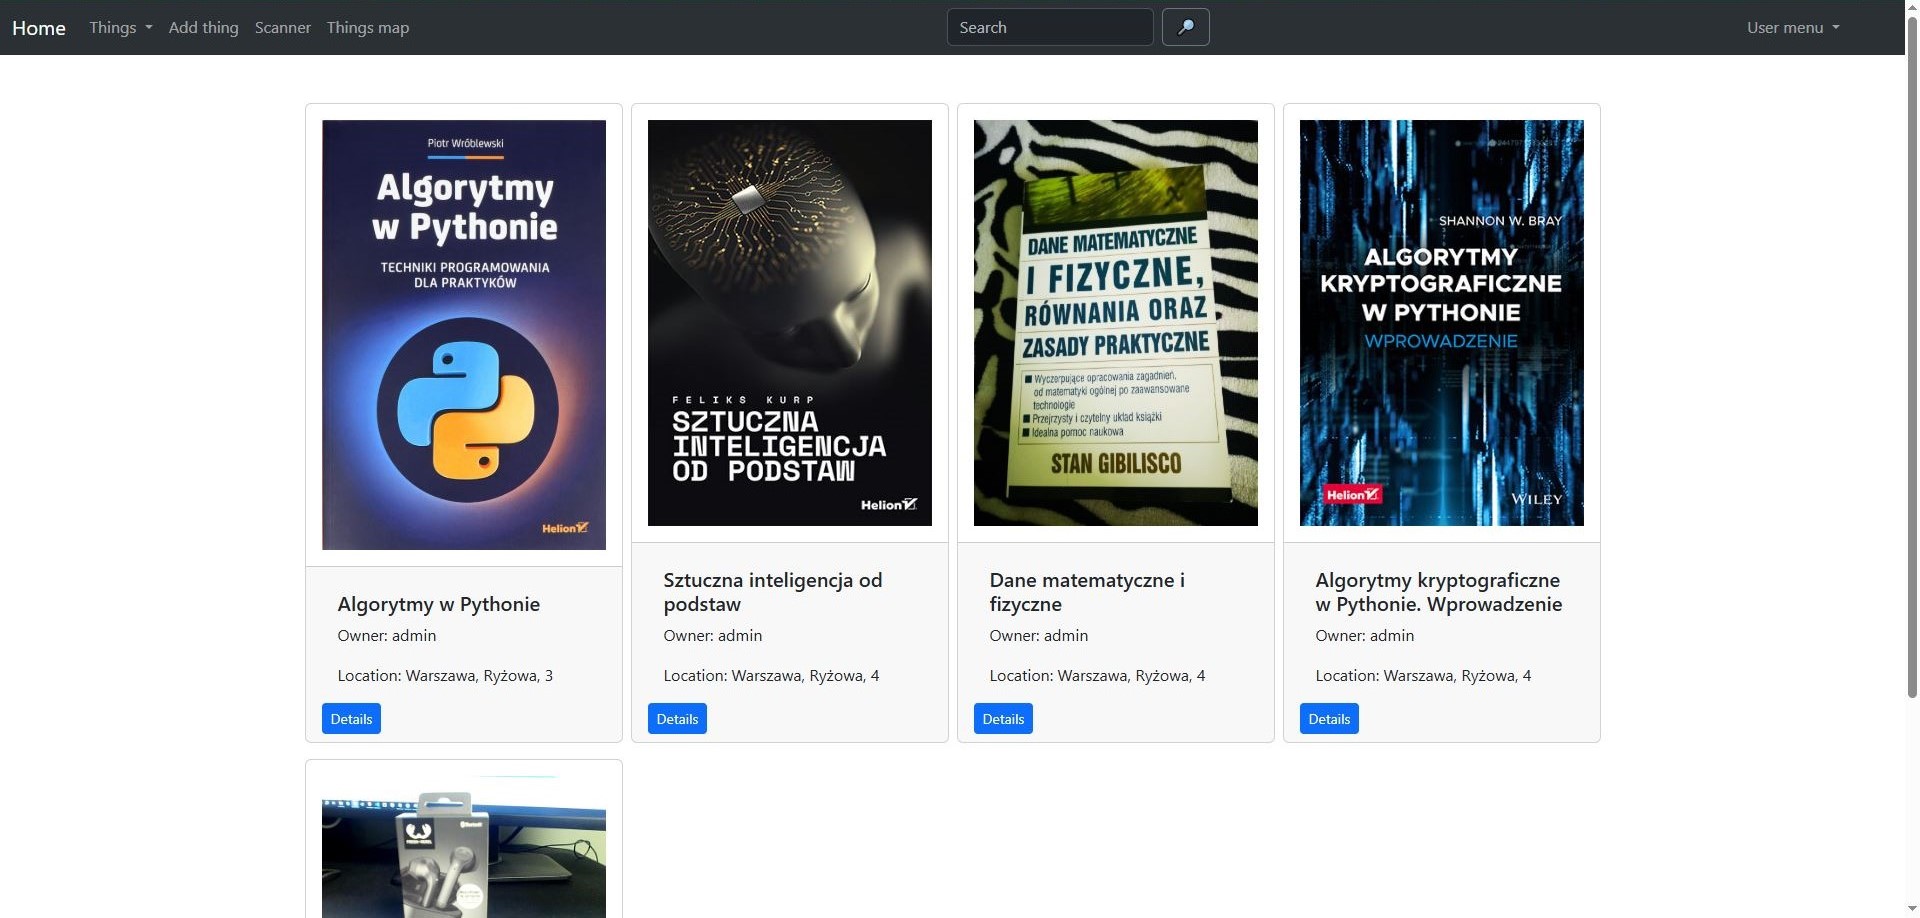 Home
Things
Add thing
Scanner
Things map
Search
User menu
Piotr Wróblewski
Algorytmy
w Pythonie
TECHNIKI PROGRAMOWANIA
DLA PRAKTYKÓW
Helion
Algorytmy w Pythonie
Owner: admin
Location: Warszawa, Ryżowa, 3
Details
FELIKS KURP
SZTUCZNA
INTELIGENCJA
OD PODSTAW
Helion
Sztuczna inteligencja od
podstaw
Owner: admin
Location: Warszawa, Ryżowa, 4
Details
DANE MATEMATYCZNE
I FIZYCZNE,
RÓWNANIA ORAZ
ZASADY PRAKTYCZNE
Wyczerpujące opracowania zagadnień,
od matematyki ogólnej po zaawansowane
technologie
Przejrzysty i czytelny układ książki
Idealna pomoc naukowa
STAN GIBILISCO
Dane matematyczne i
fizyczne
Owner: admin
Location: Warszawa, Ryżowa, 4
Details
SHANNON W. BRAY
ALGORYTMY
KRYPTOGRAFICZNE
W PYTHONIE
WPROWADZENIE
Helion
WILEY
Algorytmy kryptograficzne
w Pythonie. Wprowadzenie
Owner: admin
Location: Warszawa, Ryżowa, 4
Details